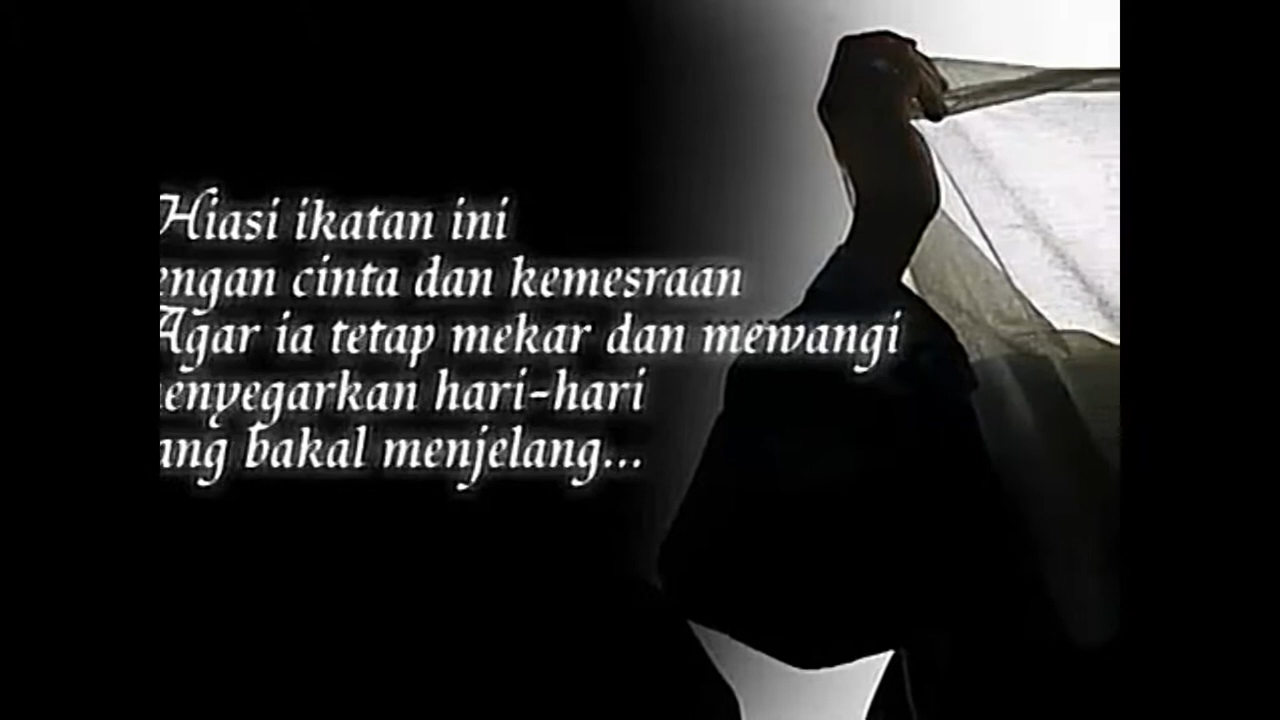 Hiasi ikatan ini
engan cinta dan kemesraan
Agar ia tetap mekar dan mewangi
enyegarkan hari-hari
ang bakal menjelang...